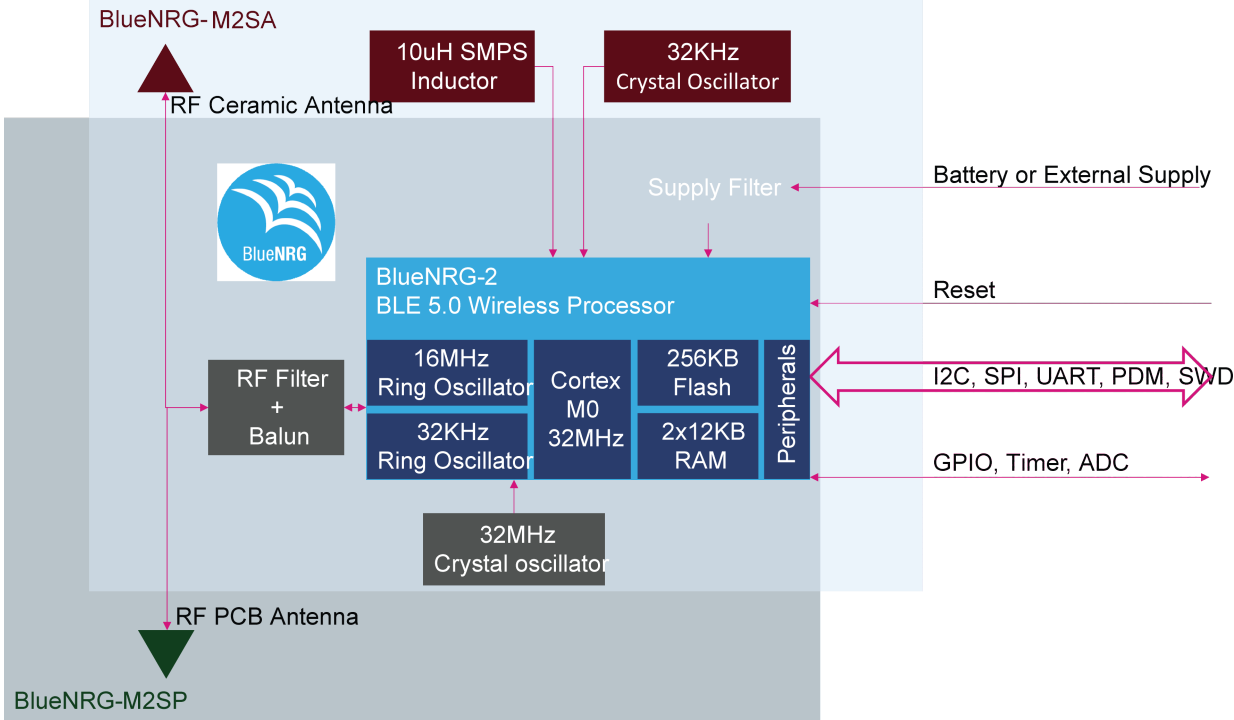 BlueNRG-M2SA
10uH SMPS
Inductor
32KHz
Crystal Oscillator
RF Ceramic Antenna
BlueNRG
Supply Filter
Battery or External Supply
BlueNRG-2
BLE 5.0 Wireless Processor
Reset
16MHz
Ring Oscillator
32KHz
Ring Oscillator
Cortex
M0
32MHz
256KB
Flash
2x12KB
RAM
Peripherals
I2C, SPI, UART, PDM, SWD
RF Filter
+
Balun
GPIO, Timer, ADC
32MHz
Crystal oscillator
RF PCB Antenna
BlueNRG-M2SP